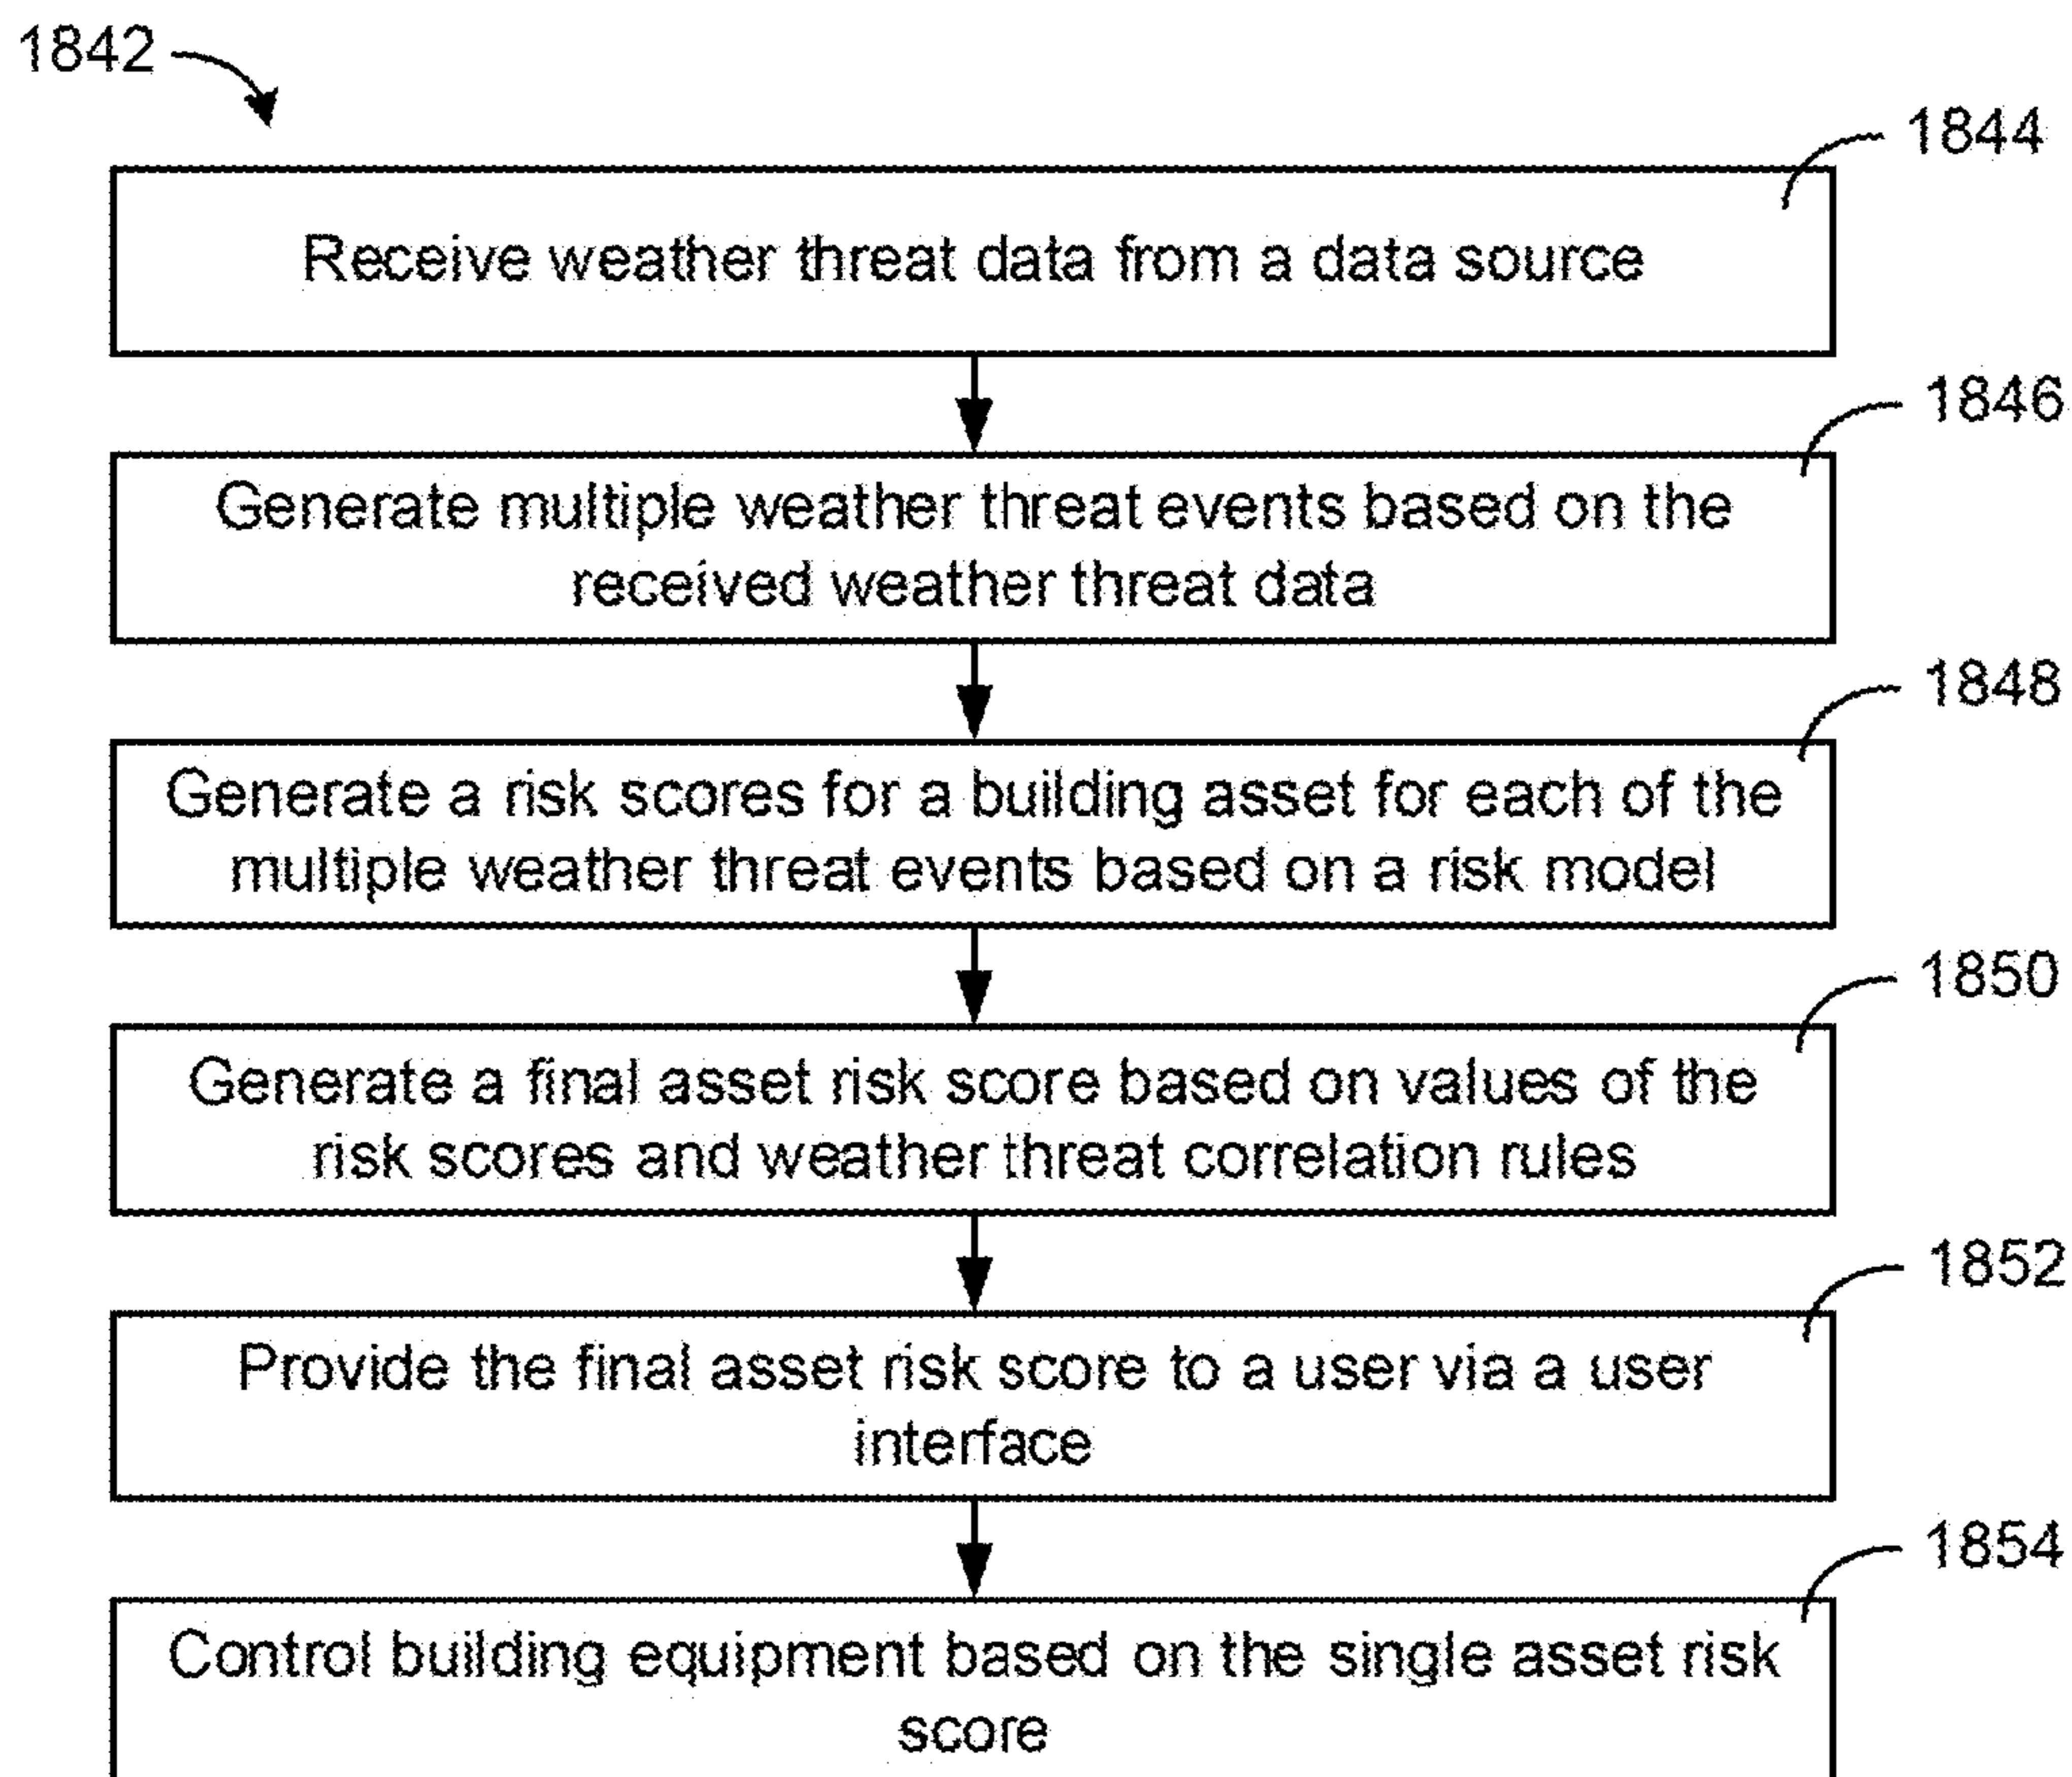 1842
1844
Receive weather threat data from a data source
1846
Generate multiple weather threat events based on the
received weather threat data
1848
Generate a risk scores for a building asset for each of the
multiple weather threat events based on a risk model
1850
Generate a final asset risk score based on values of the
risk scores and weather threat correlation rules
1852
Provide the final asset risk score to a user via a user
interface
1854
Control building equipment based on the single asset risk
score